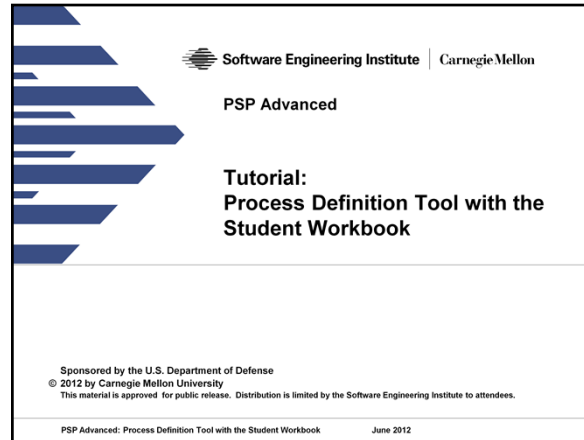 Software Engineering Institute | Carnegie Mellon
PSP Advanced
Tutorial:
Process Definition Tool with the
Student Workbook
Sponsored by the U.S. Department of Defense
© 2012 by Carnegie Mellon University
This material is approved for public release. Distribution is limited by the Software Engineering Institute to attendees.
PSP Advanced: Process Definition Tool with the Student Workbook June 2012